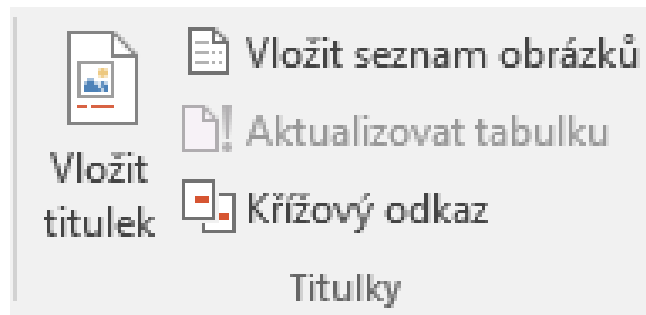 Vložit titulek
Vložit seznam obrázků
Aktualizovat tabulku
Křížový odkaz
Titulky